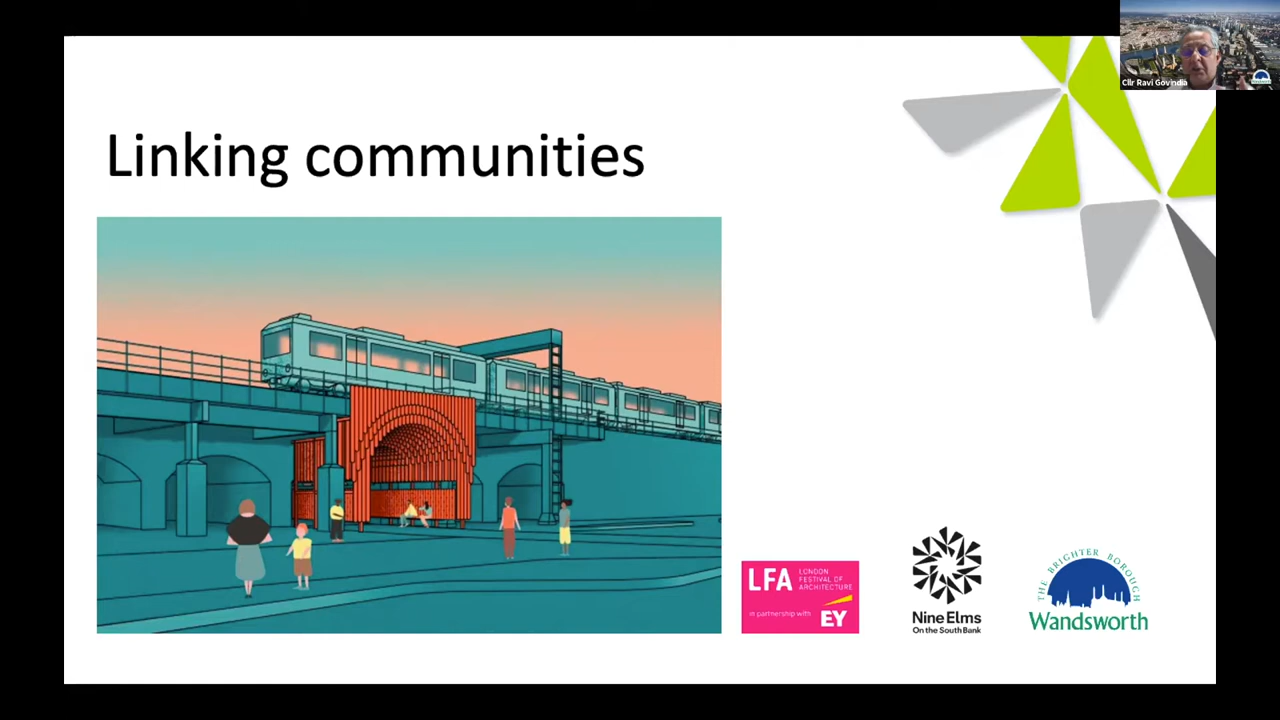 Cllr Ravi Govindia
Linking communities
LFA
LONDON
FESTIVAL OF
ARCHITECTURE
in partnership with
EY
Nine Elms
On the South Bank
THE BRIGHTER BOROUGH
Wandsworth